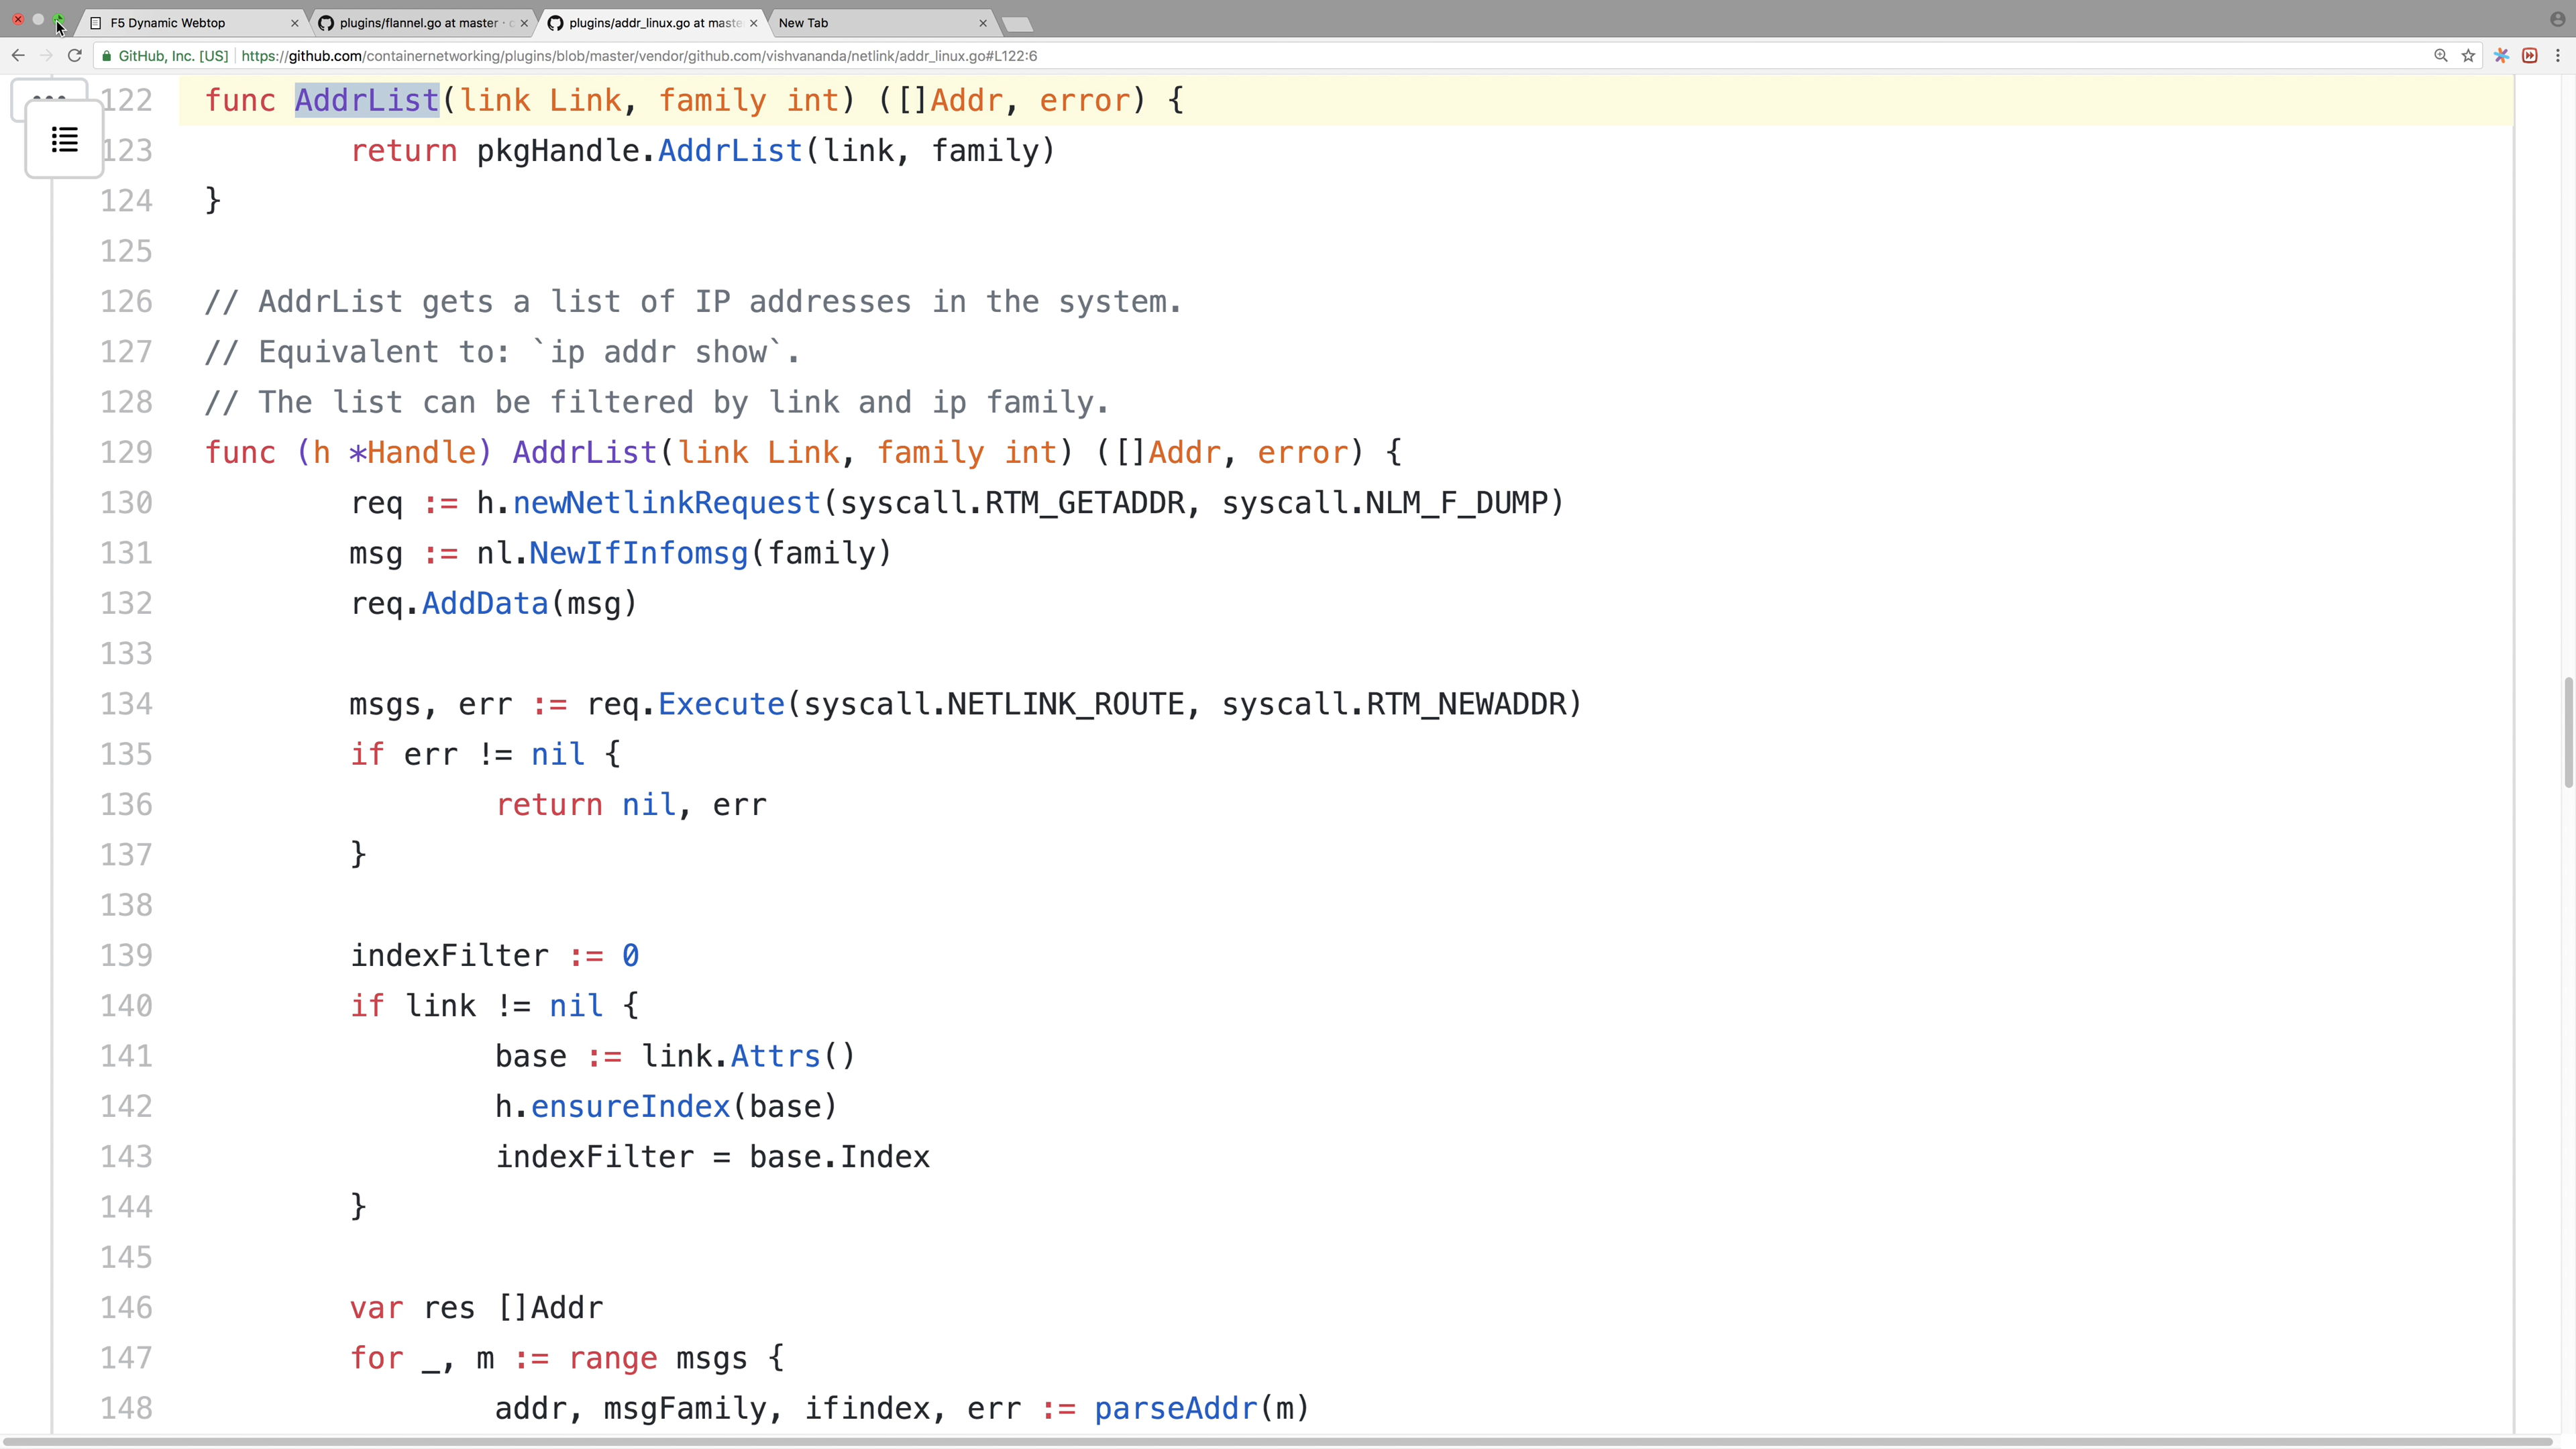 F5 Dynamic Webtop
plugins/flannel.go at master ·
plugins/addr_linux.go at maste
New Tab
GitHub, Inc. [US] https://github.com/containernetworking/plugins/blob/master/vendor/github.com/vishvananda/netlink/addr_linux.go#L122:6
122 func AddrList(link Link, family int) ([]Addr, error) {
123 return pkgHandle.AddrList(link, family)
124 }
125
126 // AddrList gets a list of IP addresses in the system.
127 // Equivalent to: `ip addr show`.
128 // The list can be filtered by link and ip family.
129 func (h *Handle) AddrList(link Link, family int) ([]Addr, error) {
130 req := h.newNetlinkRequest(syscall.RTM_GETADDR, syscall.NLM_F_DUMP)
131 msg := nl.NewIfInfomsg(family)
132 req.AddData(msg)
133
134 msgs, err := req.Execute(syscall.NETLINK_ROUTE, syscall.RTM_NEWADDR)
135 if err != nil {
136 return nil, err
137 }
138
139 indexFilter := 0
140 if link != nil {
141 base := link.Attrs()
142 h.ensureIndex(base)
143 indexFilter = base.Index
144 }
145
146 var res []Addr
147 for _, m := range msgs {
148 addr, msgFamily, ifindex, err := parseAddr(m)